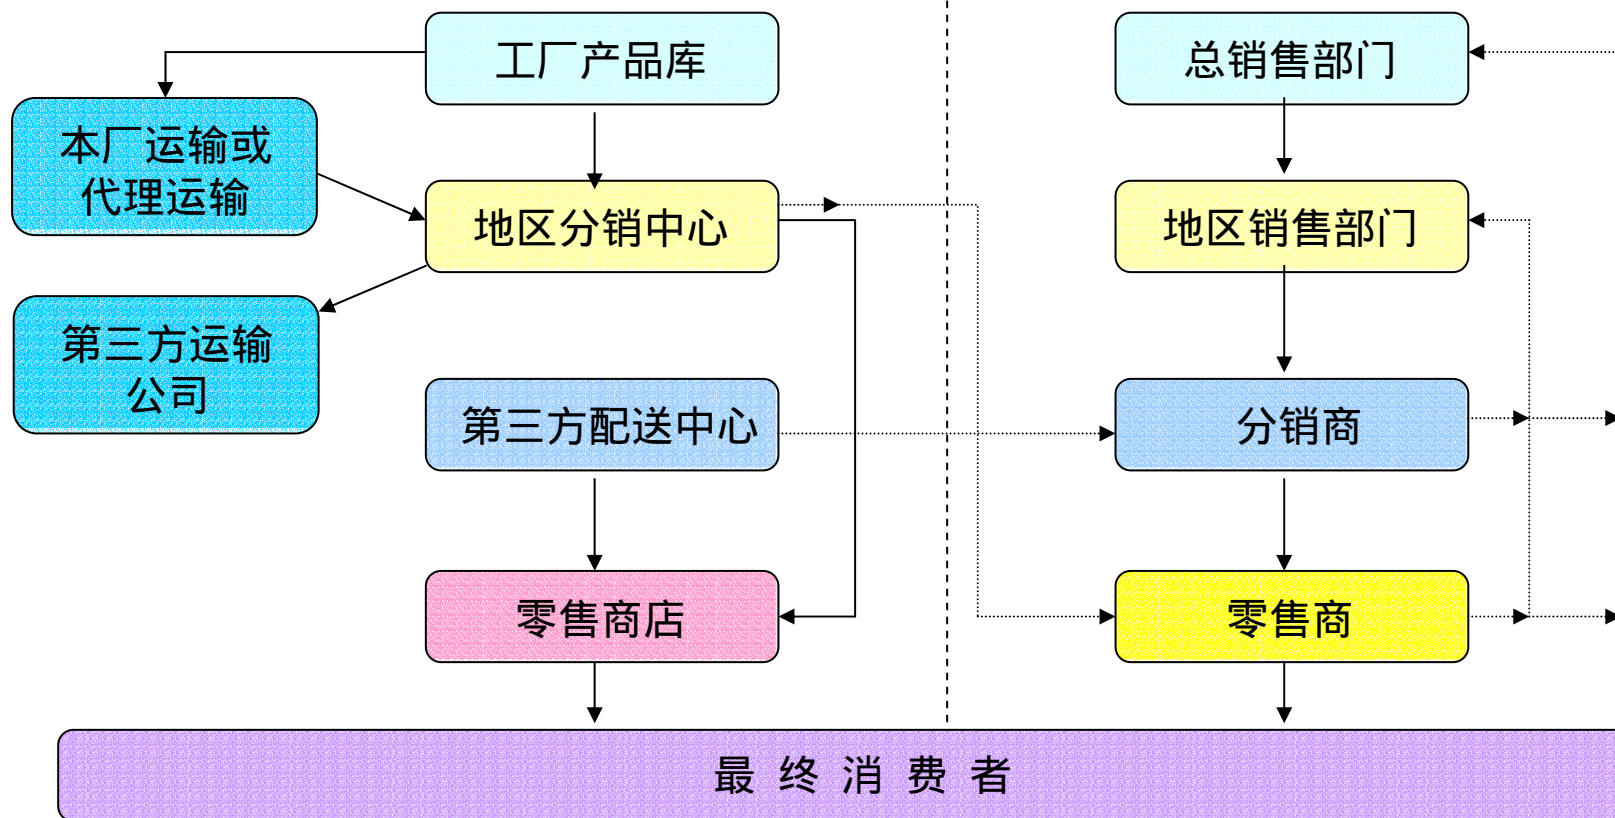 工厂产品库
总销售部门
本厂运输或
代理运输
地区分销中心
地区销售部门
第三方运输
公司
第三方配送中心
分销商
零售商店
零售商
最终消费者